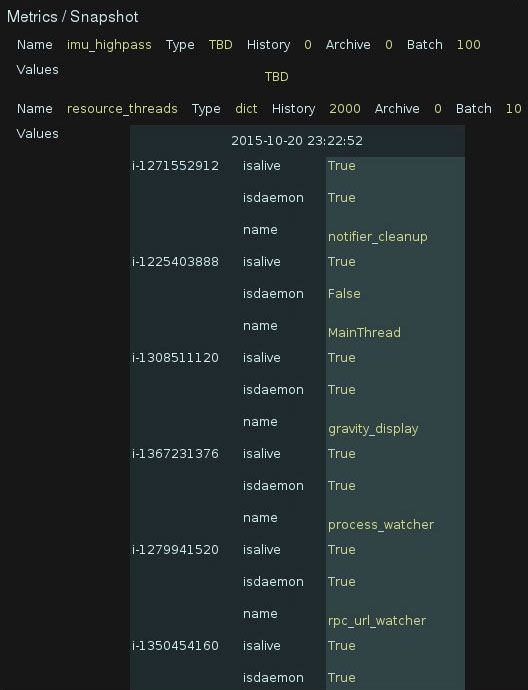 Metrics / Snapshot
Name imu_highpass Type TBD History 0 Archive 0 Batch 100
Values
TBD
Name resource_threads Type dict History 2000 Archive 0 Batch 10
Values
2015-10-20 23:22:52
i-1271552912 isalive True
isdaemon True
name notifier_cleanup
i-1225403888 isalive True
isdaemon False
name MainThread
i-1308511120 isalive True
isdaemon True
name gravity_display
i-1367231376 isalive True
isdaemon True
name process_watcher
i-1279941520 isalive True
isdaemon True
name rpc_url_watcher
i-1350454160 isalive True
isdaemon True